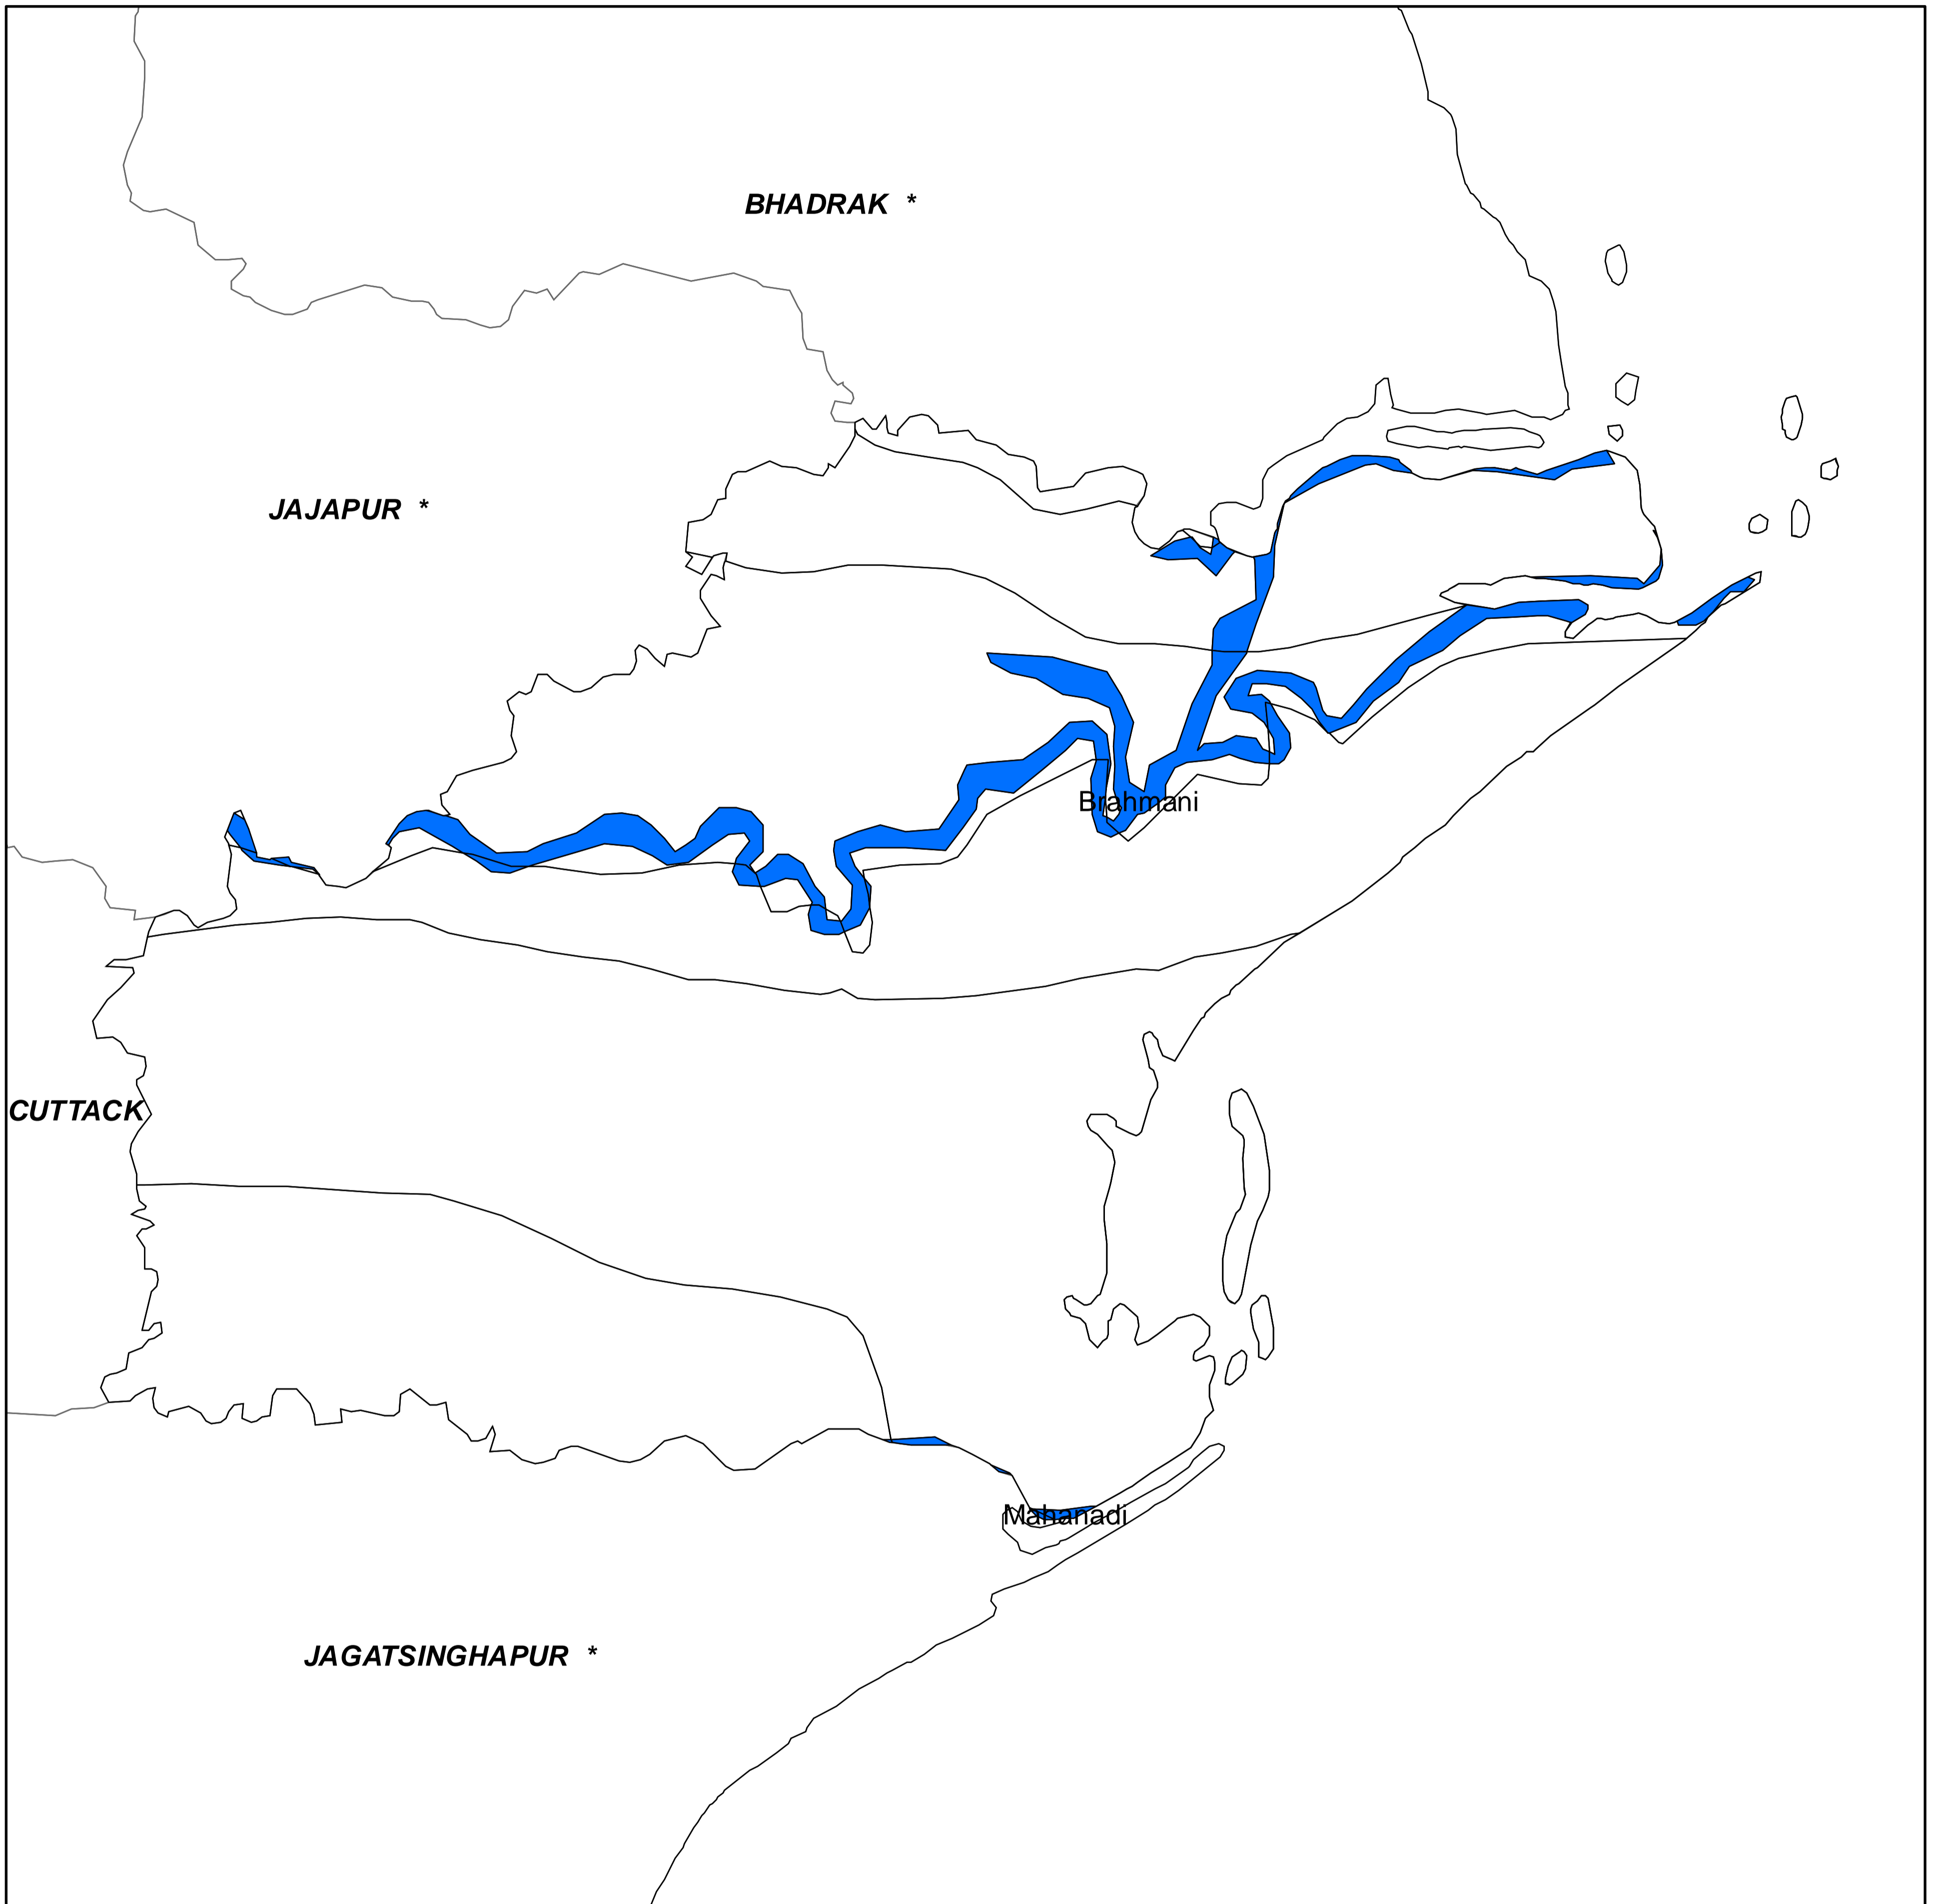 BHADRAK *
JAJAPUR *
Brahmani
CUTTACK
Mahanadi
JAGATSINGHAPUR *